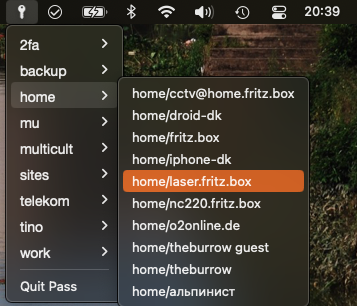 20:39
2fa
backup
home
mu
multicult
sites
telekom
tino
work
Quit Pass
home/cctv@home.fritz.box
home/droid-dk
home/fritz.box
home/iphone-dk
home/laser.fritz.box
home/nc220.fritz.box
home/o2online.de
home/theburrow guest
home/theburrow
home/альпинист